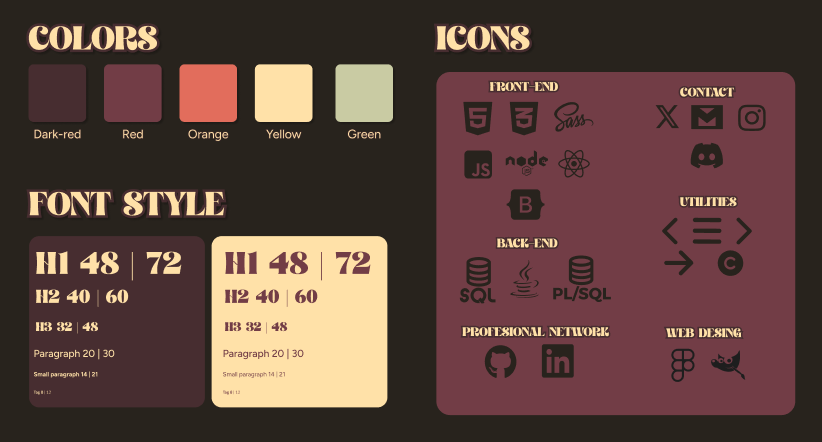 COLORS
Dark-red
Red
Orange
Yellow
Green
FONT STYLE
H1 48 | 72
H2 40 | 60
H3 32 | 48
Paragraph 20 | 30
Small paragraph 14 | 21
Tag 8 | 12
H1 48 | 72
H2 40 | 60
H3 32 | 48
Paragraph 20 | 30
Small paragraph 14 | 21
Tag 8 | 12
ICONS
FRONT-END
Sass
JS
node
JS
B
BACK-END
SQL
PL/SQL
PROFESIONAL NETWORK
in
CONTACT
UTILITIES
WEB DESING